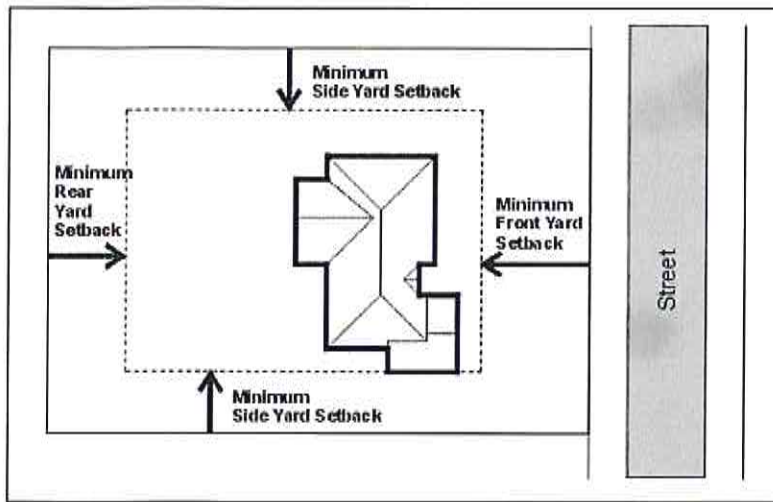 Minimum
Side Yard Setback
Minimum
Rear
Yard
Setback
Minimum
Front Yard
Setback
Street
Minimum
Side Yard Setback